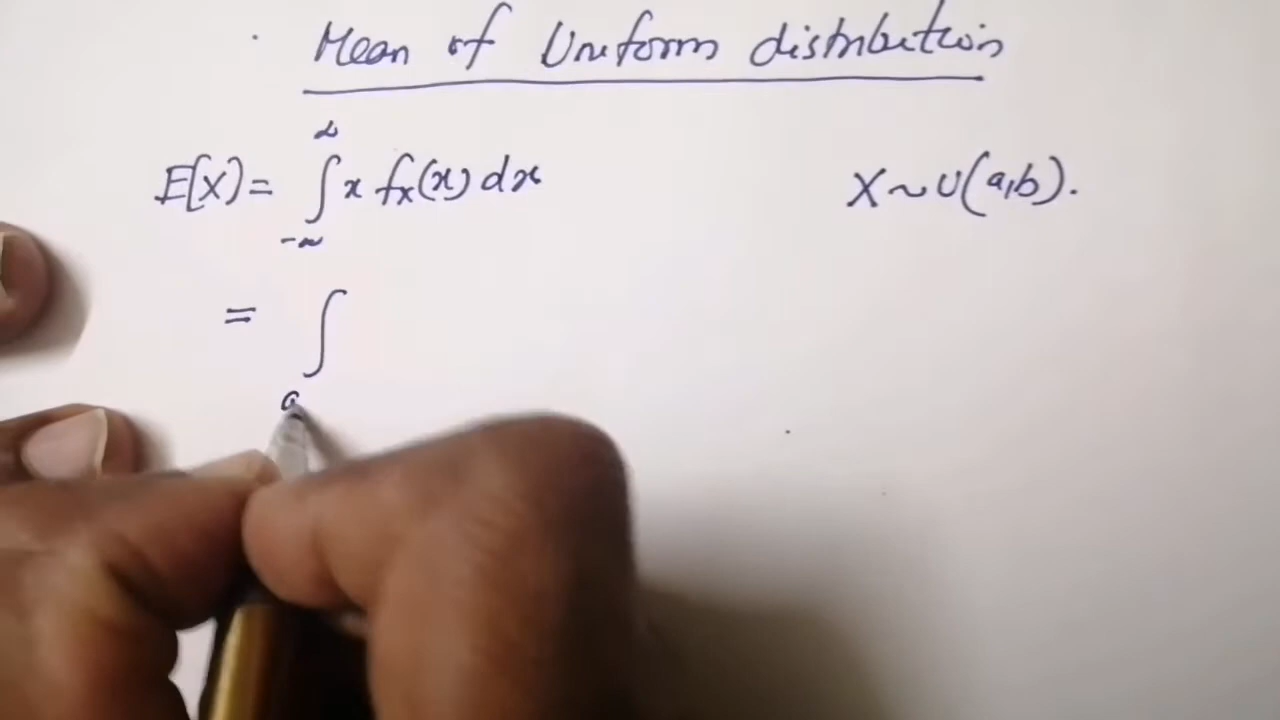 Mean of Uniform distribution
E[X] = ∫_{-∞}^{∞} x f_X(x) dx
X ~ U(a,b).
= ∫_a